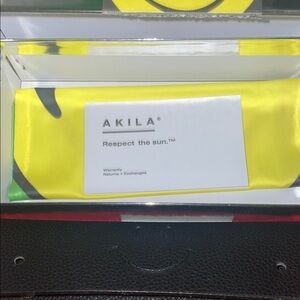 AKILA®
Respect the sun.™
Warranty
Returns + Exchanges